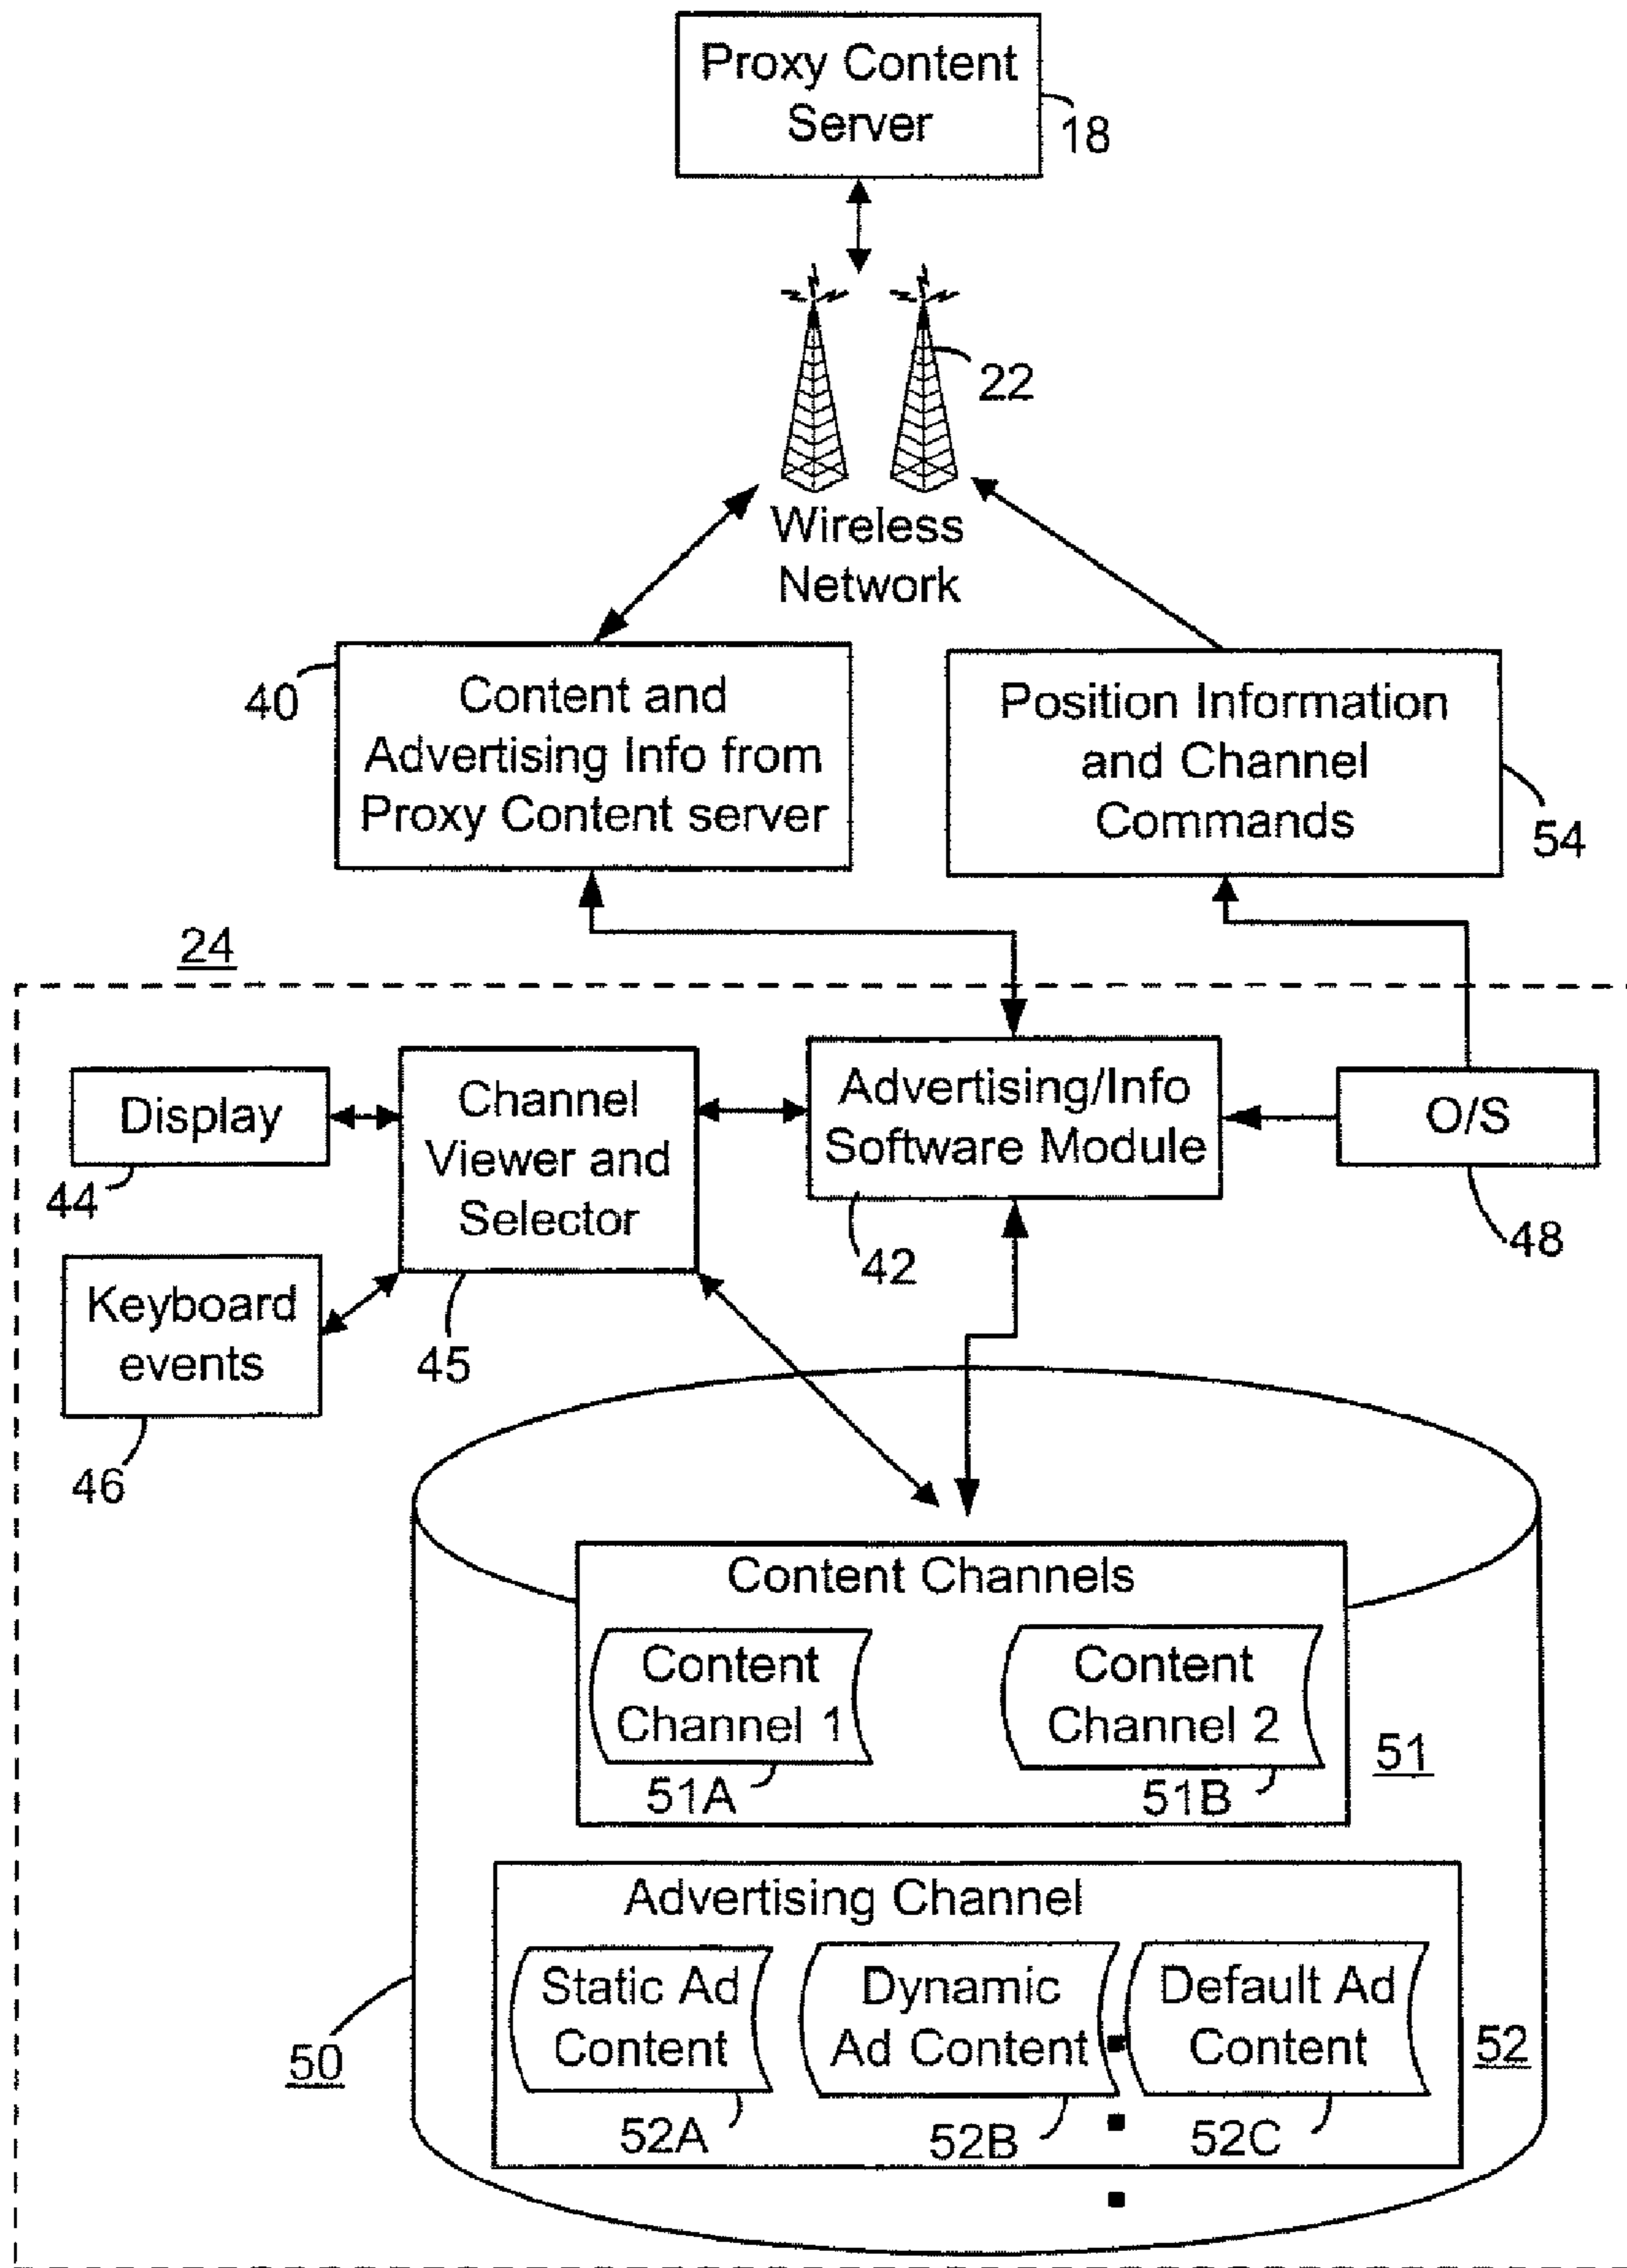 Proxy Content
Server
18
22
Wireless
Network
40
Content and
Advertising Info from
Proxy Content server
Position Information
and Channel
Commands
54
24
Display
44
Channel
Viewer and
Selector
45
Advertising/Info
Software Module
42
O/S
48
Keyboard
events
46
Content Channels
Content
Channel 1
51A
Content
Channel 2
51B
51
Advertising Channel
Static Ad
Content
52A
Dynamic
Ad Content
52B
Default Ad
Content
52C
52
50